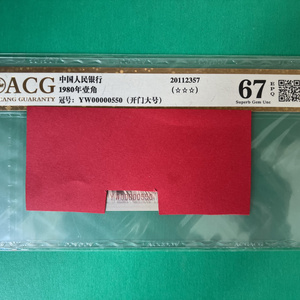 ACG
LANG GUARANTY
中国人民银行
1980年壹角
冠号: YW00000550 (开门大号)
20112357
(☆☆☆)
67
EPQ
Superb Gem Unc